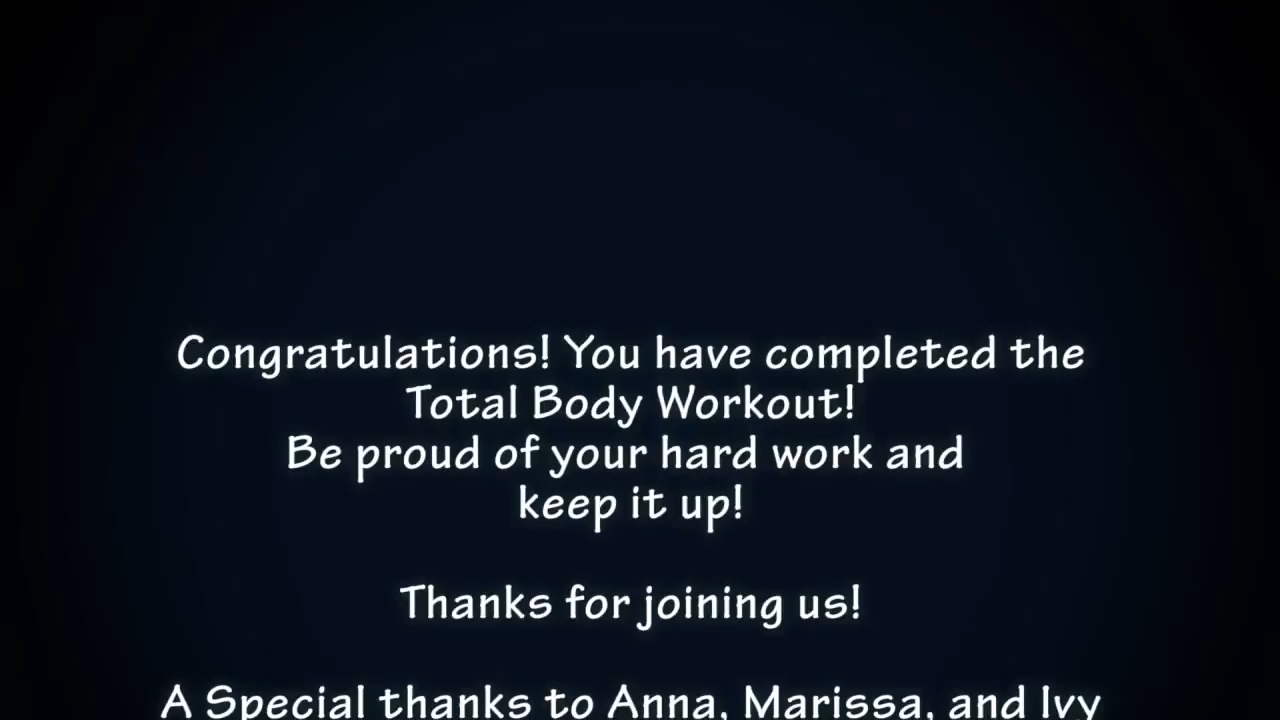 Congratulations! You have completed the
Total Body Workout!
Be proud of your hard work and
keep it up!
Thanks for joining us!
A Special thanks to Anna, Marissa, and Ivy